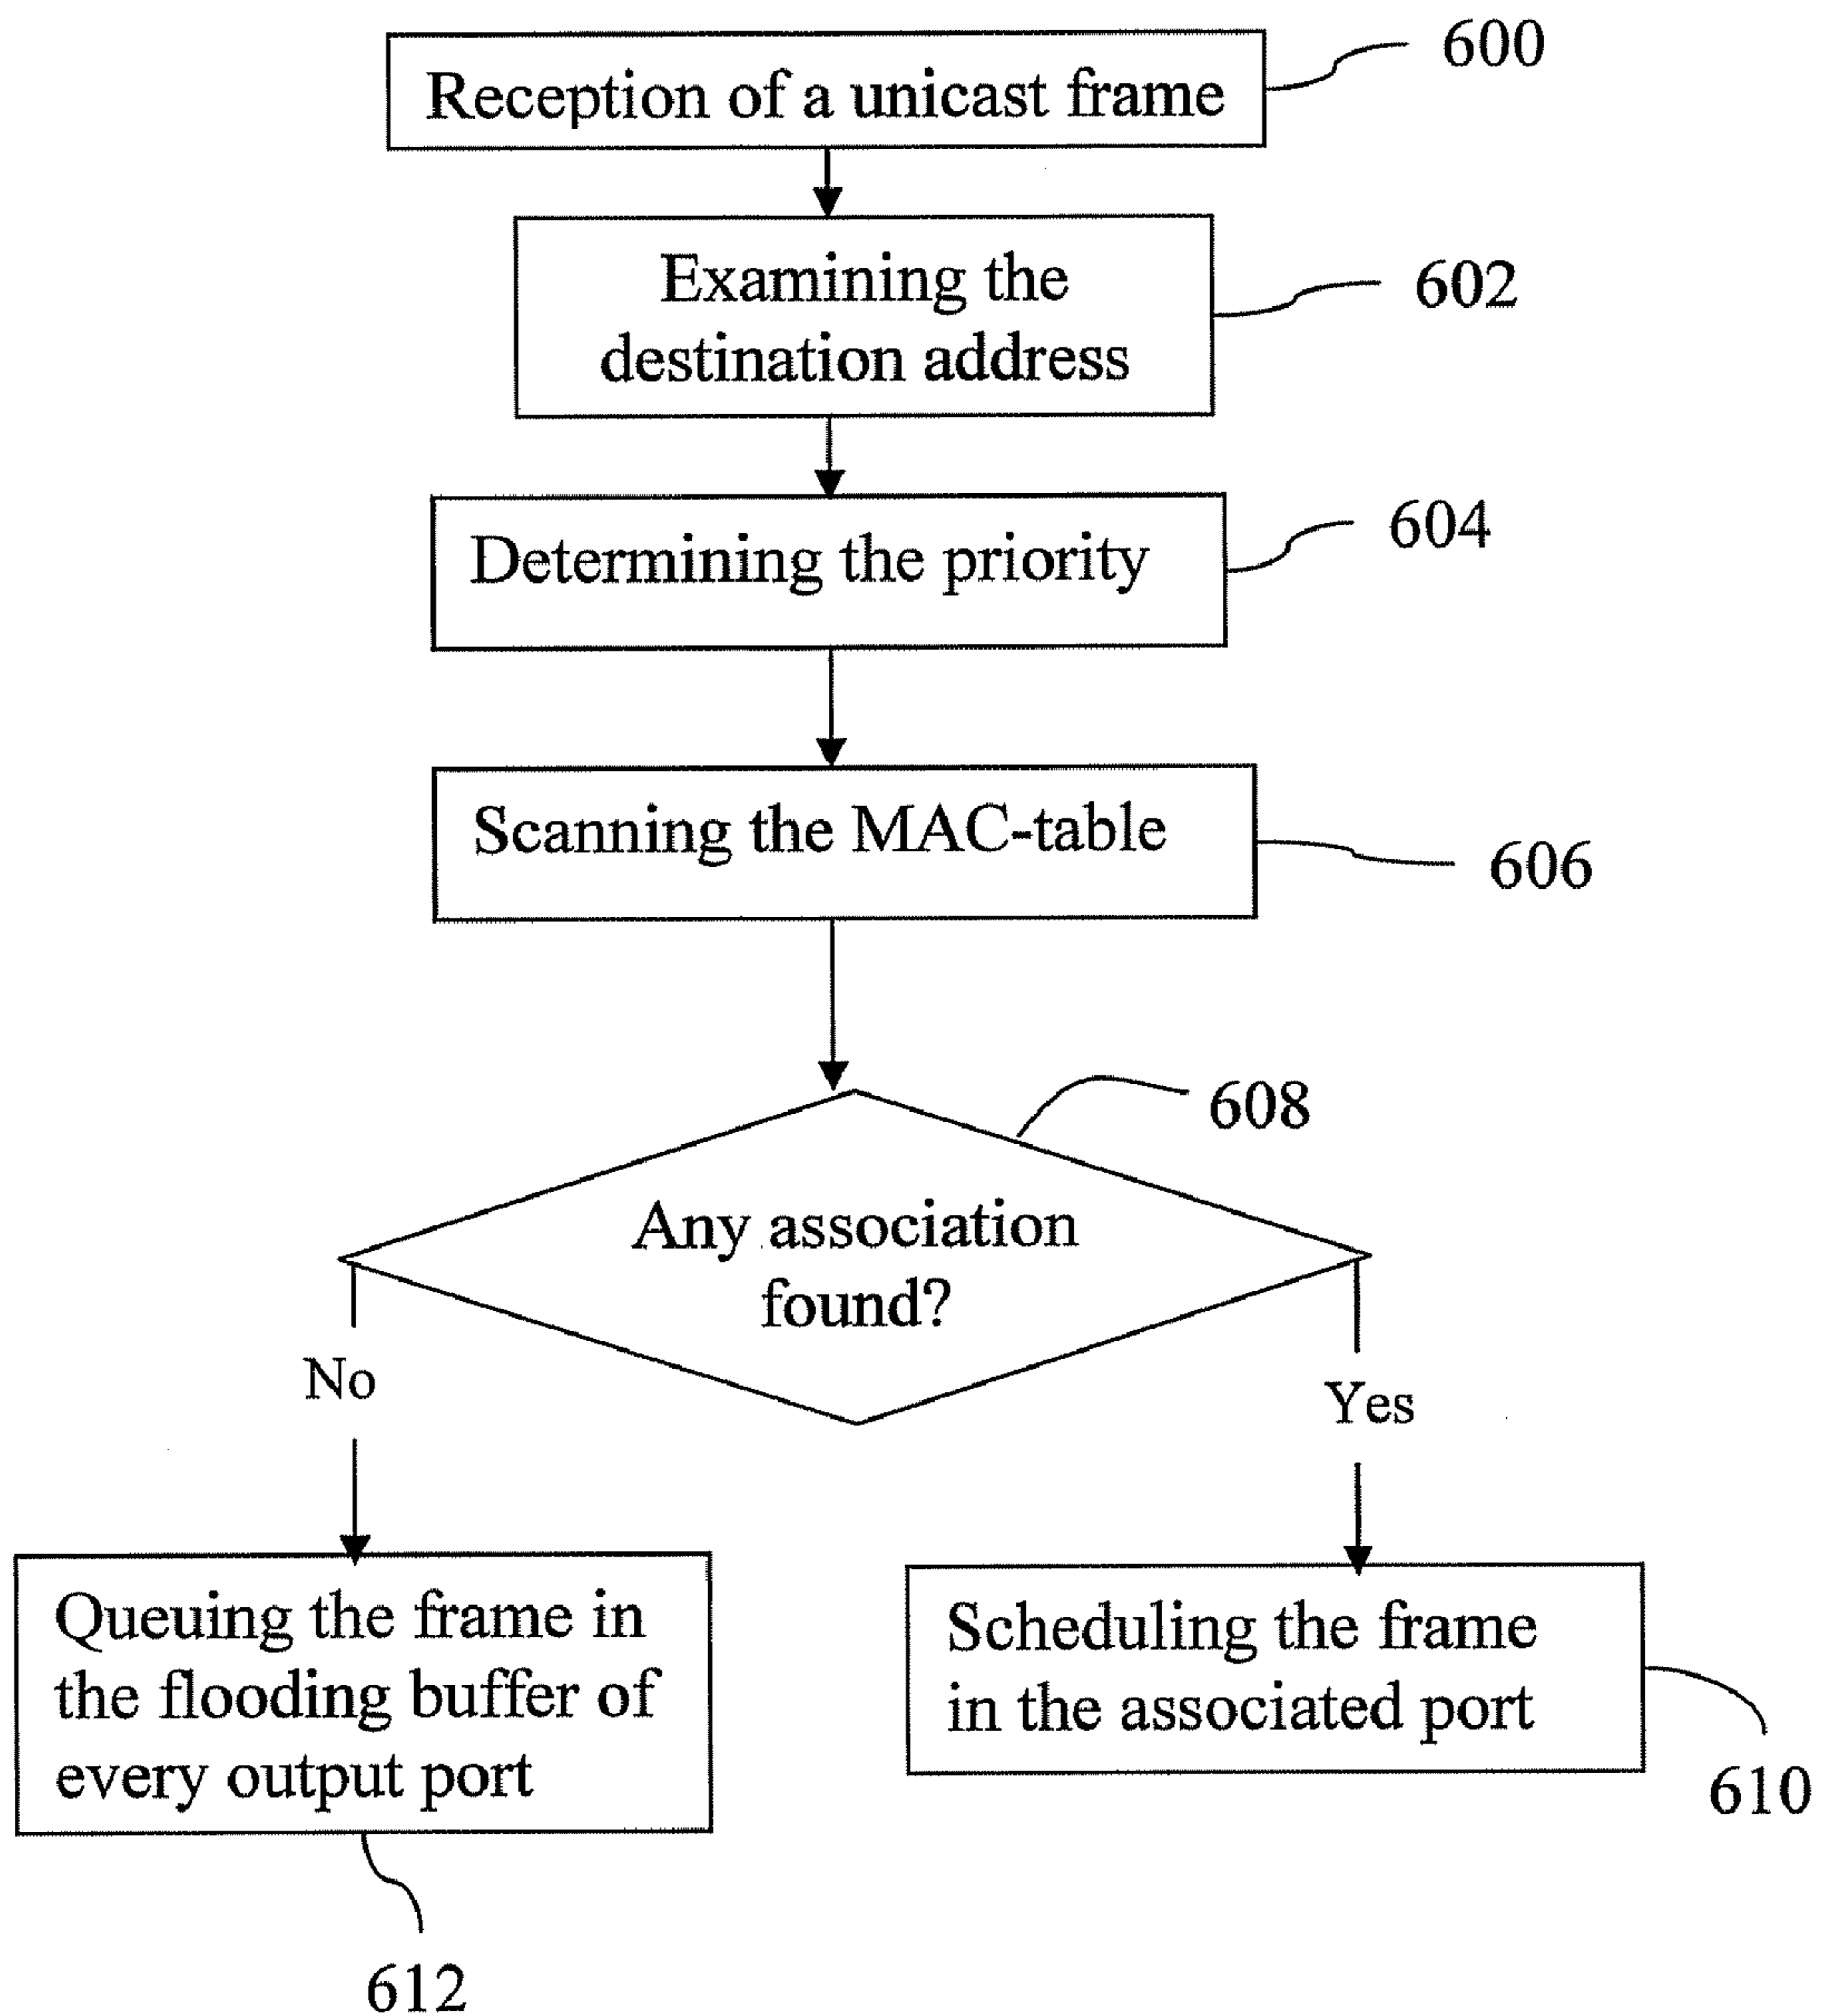 Reception of a unicast frame
600
Examining the
destination address
602
Determining the priority
604
Scanning the MAC-table
606
608
Any association
found?
No
Yes
Queuing the frame in
the flooding buffer of
every output port
Scheduling the frame
in the associated port
610
612